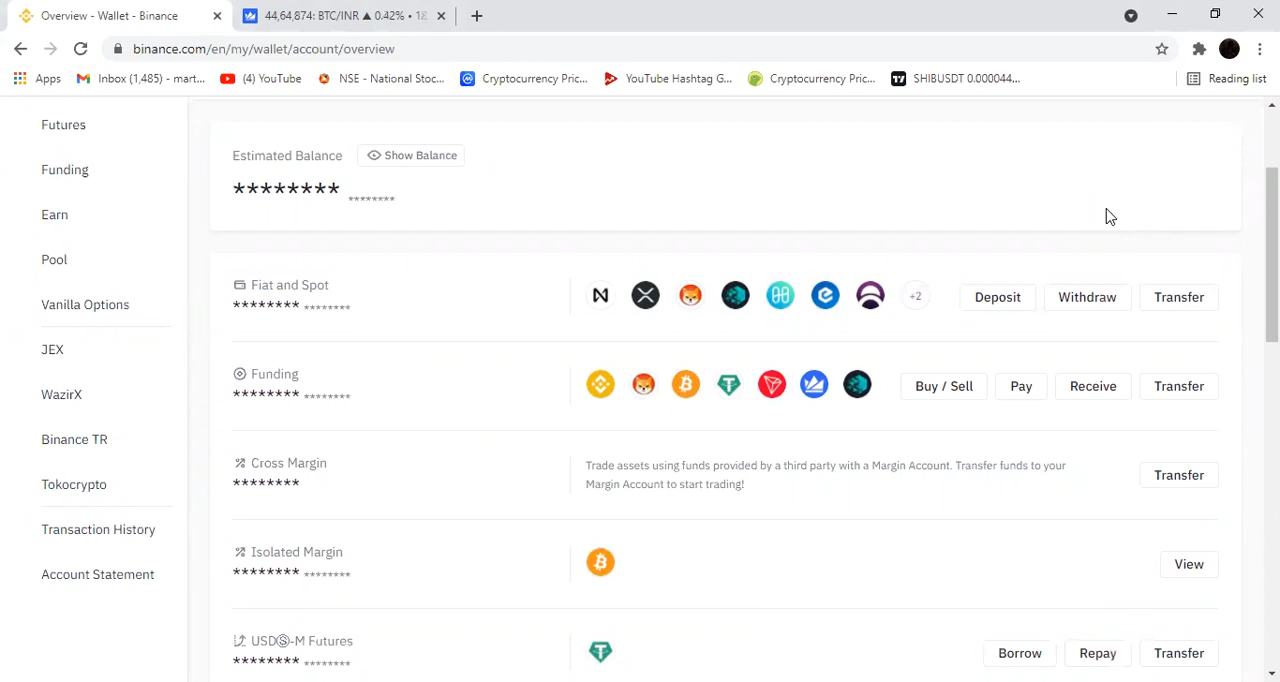 Overview - Wallet - Binance
44,64,874: BTC/INR ▲ 0.42% •
binance.com/en/my/wallet/account/overview
Apps Inbox (1,485) - mart... (4) YouTube NSE - National Stoc... Cryptocurrency Pric... YouTube Hashtag G... Cryptocurrency Pric... SHIBUSDT 0.000044... Reading list
Futures
Funding
Earn
Pool
Vanilla Options
JEX
WazirX
Binance TR
Tokocrypto
Transaction History
Account Statement
Estimated Balance Show Balance
******** ********
Fiat and Spot
******** ********
+2 Deposit Withdraw Transfer
Funding
******** ********
Buy / Sell Pay Receive Transfer
Cross Margin
********
Trade assets using funds provided by a third party with a Margin Account. Transfer funds to your
Margin Account to start trading!
Transfer
Isolated Margin
******** ********
View
USDⓈ-M Futures
******** ********
Borrow Repay Transfer